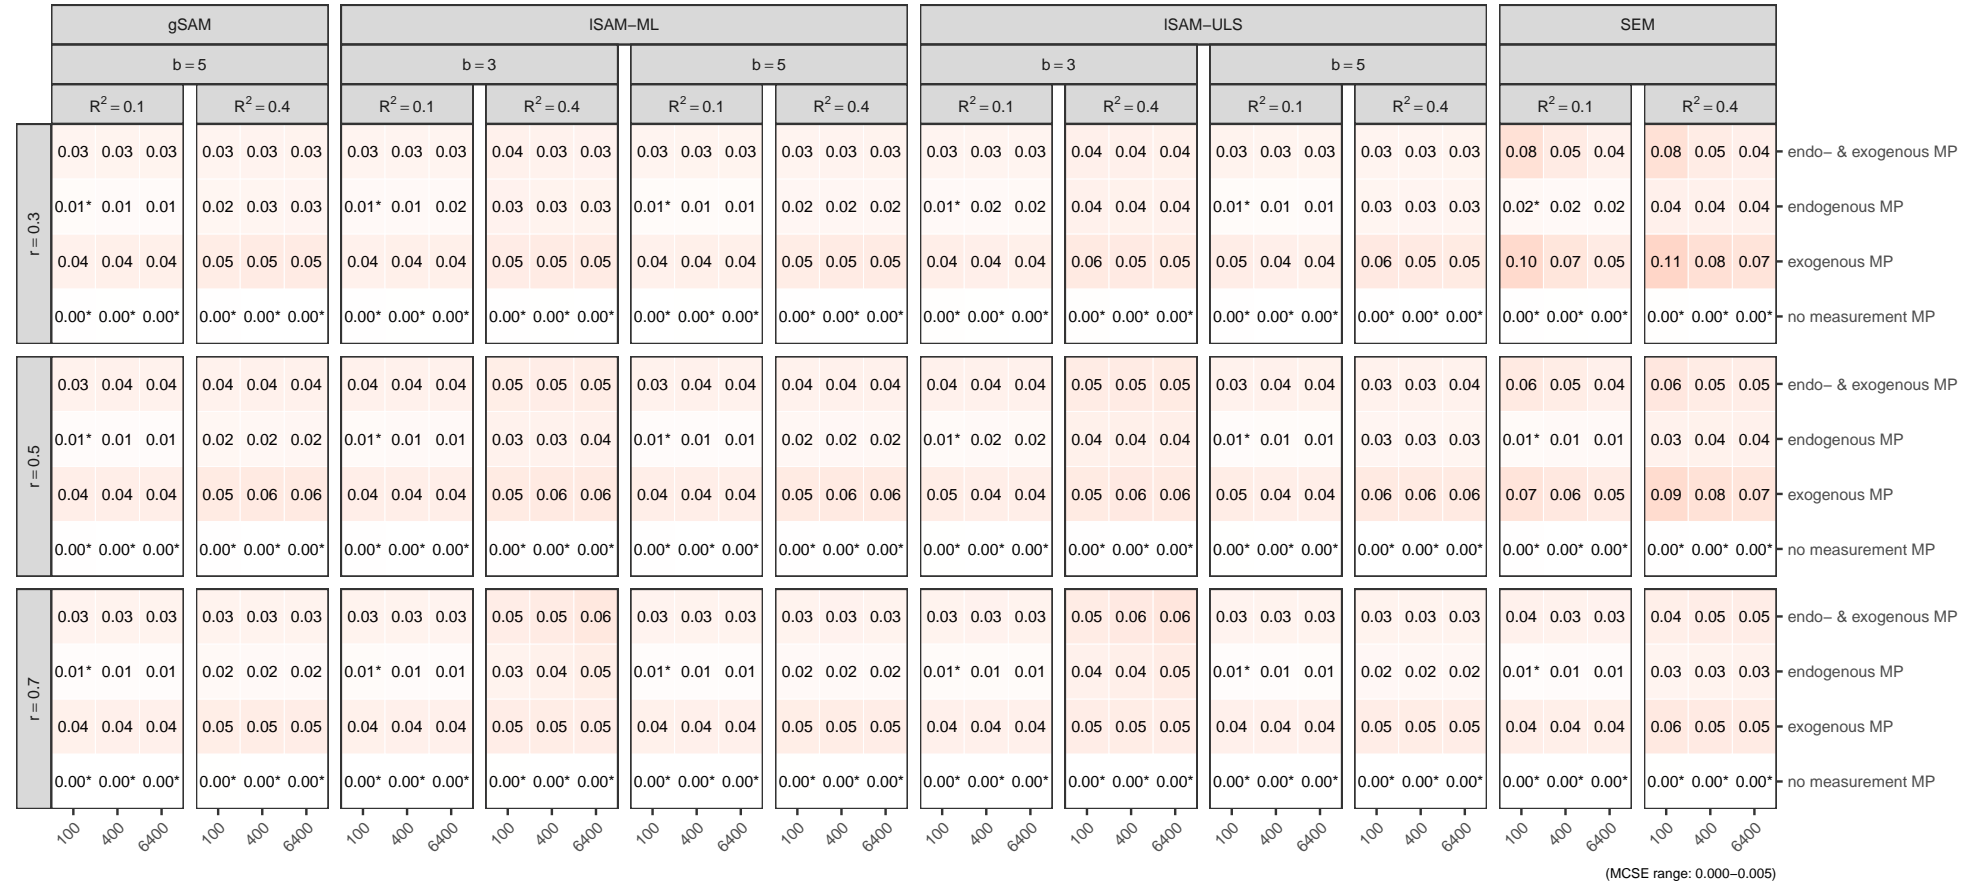 gSAM lSAM−ML lSAM−ULS SEM
b = 5 b = 3 b = 5 b = 3 b = 5
R² = 0.1 R² = 0.4 R² = 0.1 R² = 0.4 R² = 0.1 R² = 0.4 R² = 0.1 R² = 0.4 R² = 0.1 R² = 0.4 R² = 0.1 R² = 0.4
r = 0.3
0.03 0.03 0.03 0.03 0.03 0.03 0.03 0.03 0.03 0.04 0.03 0.03 0.03 0.03 0.03 0.03 0.03 0.03 0.03 0.03 0.03 0.04 0.04 0.04 0.03 0.03 0.03 0.03 0.03 0.03 0.08 0.05 0.04 0.08 0.05 0.04 endo− & exogenous MP
0.01* 0.01 0.01 0.02 0.03 0.03 0.01* 0.01 0.02 0.03 0.03 0.03 0.01* 0.01 0.01 0.02 0.02 0.02 0.01* 0.02 0.02 0.04 0.04 0.04 0.01* 0.01 0.01 0.03 0.03 0.03 0.02* 0.02 0.02 0.04 0.04 0.04 endogenous MP
0.04 0.04 0.04 0.05 0.05 0.05 0.04 0.04 0.04 0.05 0.05 0.05 0.04 0.04 0.04 0.05 0.05 0.05 0.04 0.04 0.04 0.06 0.05 0.05 0.05 0.04 0.04 0.06 0.05 0.05 0.10 0.07 0.05 0.11 0.08 0.07 exogenous MP
0.00* 0.00* 0.00* 0.00* 0.00* 0.00* 0.00* 0.00* 0.00* 0.00* 0.00* 0.00* 0.00* 0.00* 0.00* 0.00* 0.00* 0.00* 0.00* 0.00* 0.00* 0.00* 0.00* 0.00* 0.00* 0.00* 0.00* 0.00* 0.00* 0.00* 0.00* 0.00* 0.00* 0.00* 0.00* 0.00* no measurement MP
r = 0.5
0.03 0.04 0.04 0.04 0.04 0.04 0.04 0.04 0.04 0.05 0.05 0.05 0.03 0.04 0.04 0.04 0.04 0.04 0.04 0.04 0.04 0.05 0.05 0.05 0.03 0.04 0.04 0.03 0.03 0.04 0.06 0.05 0.04 0.06 0.05 0.05 endo− & exogenous MP
0.01* 0.01 0.01 0.02 0.02 0.02 0.01* 0.01 0.01 0.03 0.03 0.04 0.01* 0.01 0.01 0.02 0.02 0.02 0.01* 0.02 0.02 0.04 0.04 0.04 0.01* 0.01 0.01 0.03 0.03 0.03 0.01* 0.01 0.01 0.03 0.04 0.04 endogenous MP
0.04 0.04 0.04 0.05 0.06 0.06 0.04 0.04 0.04 0.05 0.06 0.06 0.04 0.04 0.04 0.05 0.06 0.06 0.05 0.04 0.04 0.05 0.06 0.06 0.05 0.04 0.04 0.06 0.06 0.06 0.07 0.06 0.05 0.09 0.08 0.07 exogenous MP
0.00* 0.00* 0.00* 0.00* 0.00* 0.00* 0.00* 0.00* 0.00* 0.00* 0.00* 0.00* 0.00* 0.00* 0.00* 0.00* 0.00* 0.00* 0.00* 0.00* 0.00* 0.00* 0.00* 0.00* 0.00* 0.00* 0.00* 0.00* 0.00* 0.00* 0.00* 0.00* 0.00* 0.00* 0.00* 0.00* no measurement MP
r = 0.7
0.03 0.03 0.03 0.03 0.03 0.03 0.03 0.03 0.03 0.05 0.05 0.06 0.03 0.03 0.03 0.03 0.03 0.03 0.03 0.03 0.03 0.05 0.06 0.06 0.03 0.03 0.03 0.03 0.03 0.03 0.04 0.03 0.03 0.04 0.05 0.05 endo− & exogenous MP
0.01* 0.01 0.01 0.02 0.02 0.02 0.01* 0.01 0.01 0.03 0.04 0.05 0.01* 0.01 0.01 0.02 0.02 0.02 0.01* 0.01 0.01 0.04 0.04 0.05 0.01* 0.01 0.01 0.02 0.02 0.02 0.01* 0.01 0.01 0.03 0.03 0.03 endogenous MP
0.04 0.04 0.04 0.05 0.05 0.05 0.04 0.04 0.04 0.05 0.05 0.05 0.04 0.04 0.04 0.05 0.05 0.05 0.04 0.04 0.04 0.05 0.05 0.05 0.04 0.04 0.04 0.05 0.05 0.05 0.04 0.04 0.04 0.06 0.05 0.05 exogenous MP
0.00* 0.00* 0.00* 0.00* 0.00* 0.00* 0.00* 0.00* 0.00* 0.00* 0.00* 0.00* 0.00* 0.00* 0.00* 0.00* 0.00* 0.00* 0.00* 0.00* 0.00* 0.00* 0.00* 0.00* 0.00* 0.00* 0.00* 0.00* 0.00* 0.00* 0.00* 0.00* 0.00* 0.00* 0.00* 0.00* no measurement MP
100 400 6400 100 400 6400 100 400 6400 100 400 6400 100 400 6400 100 400 6400 100 400 6400 100 400 6400 100 400 6400 100 400 6400 100 400 6400 100 400 6400
(MCSE range: 0.000−0.005)